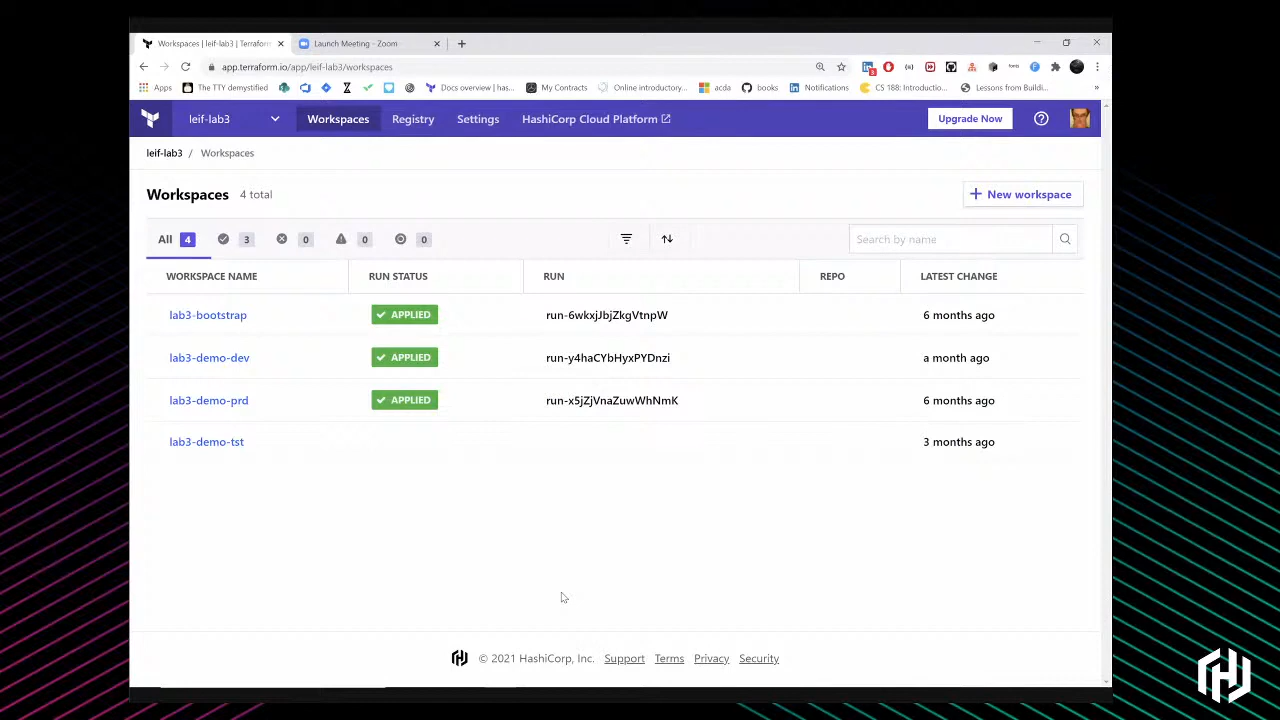 Workspaces | leif-lab3 | Terraform
Launch Meeting - Zoom
app.terraform.io/app/leif-lab3/workspaces
Apps
The TTY demystified
Docs overview | has...
My Contracts
Online introductory...
acda
books
Notifications
CS 188: Introductio...
Lessons from Buildi...
leif-lab3
Workspaces
Registry
Settings
HashiCorp Cloud Platform
Upgrade Now
leif-lab3 / Workspaces
Workspaces 4 total
+ New workspace
All 4 3 0 0 0
Search by name
WORKSPACE NAME RUN STATUS RUN REPO LATEST CHANGE
lab3-bootstrap APPLIED run-6wkxjJbjZkgVtnpW 6 months ago
lab3-demo-dev APPLIED run-y4haCYbHyxPYDnzi a month ago
lab3-demo-prd APPLIED run-x5jZjVnaZuwWhNmK 6 months ago
lab3-demo-tst 3 months ago
© 2021 HashiCorp, Inc. Support Terms Privacy Security